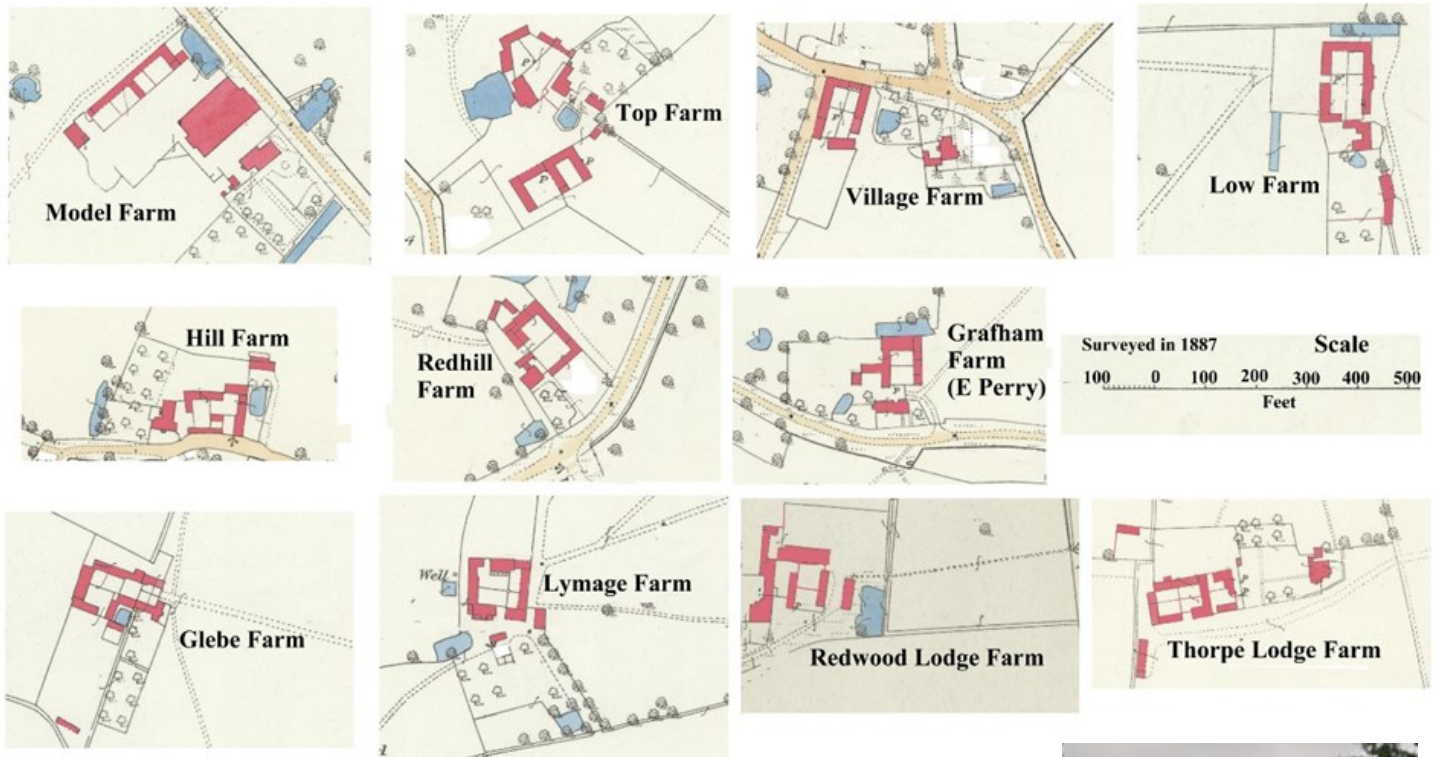 Model Farm
P
P
Top Farm
P
P
4
P
P
Village Farm
Low Farm
Hill Farm
Redhill
Farm
Grafham
Farm
(E Perry)
Surveyed in 1887 Scale
100 0 100 200 300 400 500
Feet
Glebe Farm
Well
Lymage Farm
Redwood Lodge Farm
Thorpe Lodge Farm